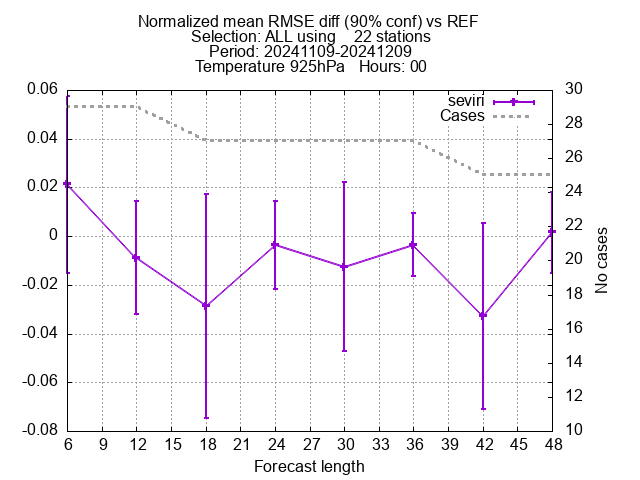 Normalized mean RMSE diff (90% conf) vs REF
Selection: ALL using    22 stations
Period: 20241109-20241209
Temperature 925hPa   Hours: 00
seviri
Cases
0.06
0.04
0.02
0
-0.02
-0.04
-0.06
-0.08
30
28
26
24
22
20
18
16
14
12
10
No cases
6 9 12 15 18 21 24 27 30 33 36 39 42 45 48
Forecast length